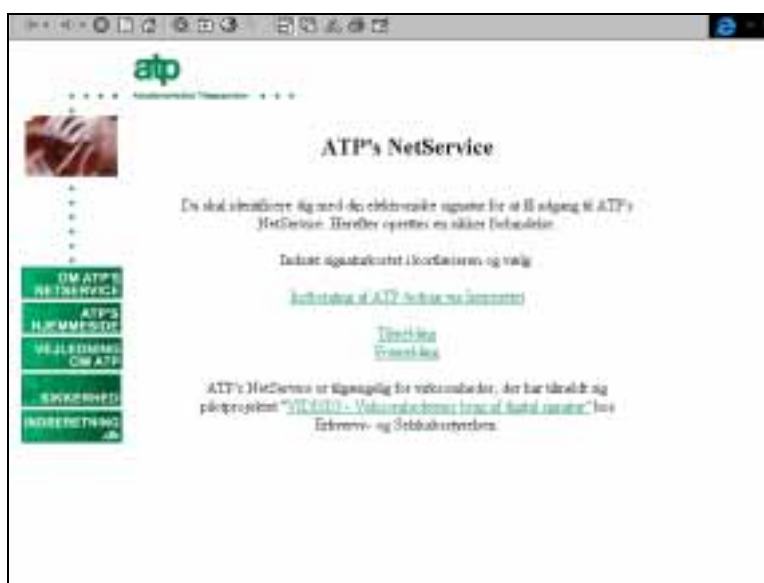 atp
ATP's NetService
Du skal identificere dig med din elektroniske signatur for at få adgang til ATP's
NetService. Herefter oprettes en sikker forbindelse.
Indsæt signaturkortet i kortlæseren og vælg
Indberetning af ATP-bidrag via Internettet
Tilmelding
Framelding
ATP's NetService er tilgængelig for virksomheder, der har tilmeldt sig
pilotprojektet "- Virksomhedernes brug af digital signatur" hos
Erhvervs- og Selskabsstyrelsen.
OM ATP'S
NETSERVICE
ATP'S
HJEMMESIDE
VEJLEDNING
OM ATP
SIKKERHED
INDBERETNING